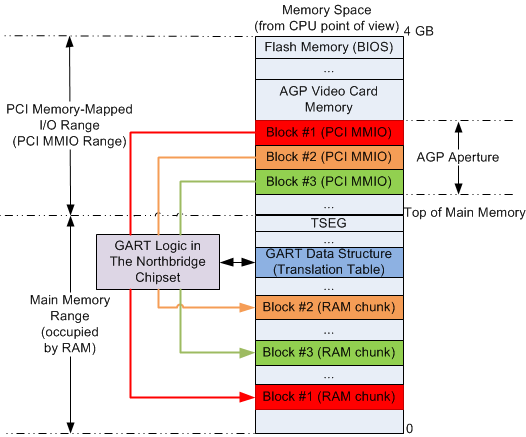 Memory Space
(from CPU point of view)
4 GB
Flash Memory (BIOS)
...
AGP Video Card
Memory
PCI Memory-Mapped
I/O Range
(PCI MMIO Range)
Block #1 (PCI MMIO)
Block #2 (PCI MMIO)
Block #3 (PCI MMIO)
AGP Aperture
...
Top of Main Memory
TSEG
...
GART Logic in
The Northbridge
Chipset
GART Data Structure
(Translation Table)
...
Main Memory
Range
(occupied
by RAM)
Block #2 (RAM chunk)
...
Block #3 (RAM chunk)
...
Block #1 (RAM chunk)
0